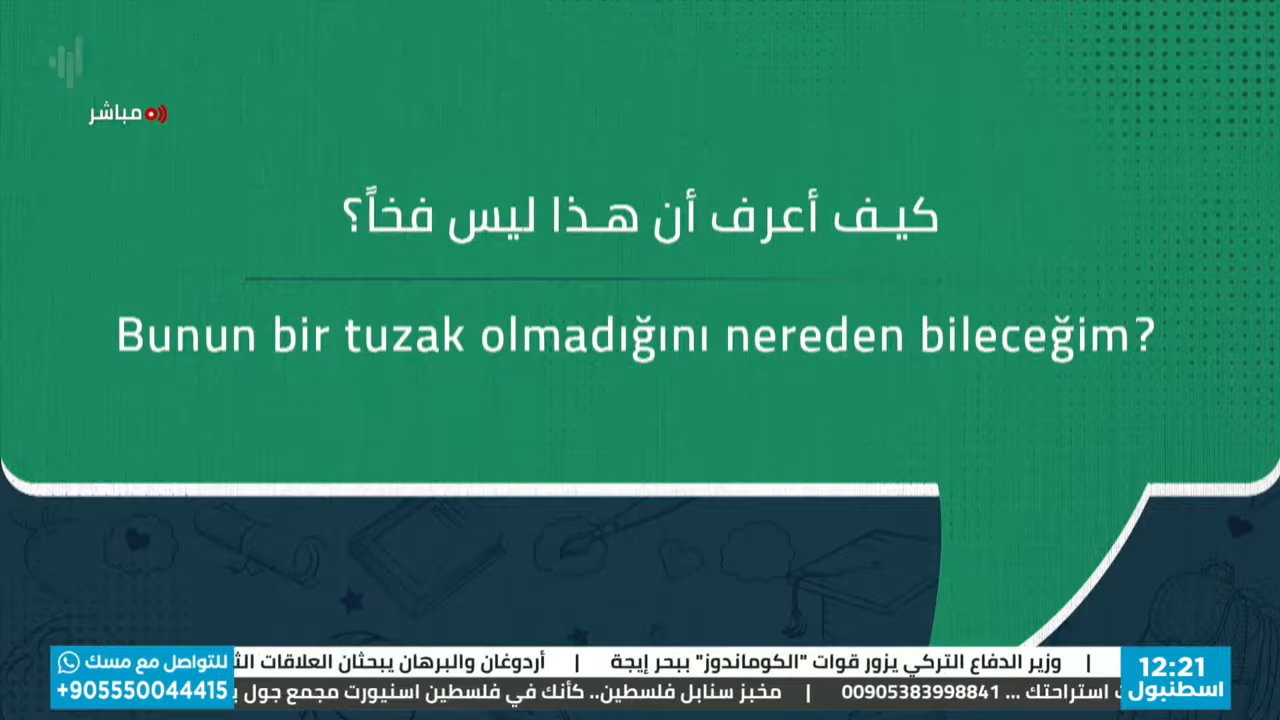 مباشر
كيف أعرف أن هذا ليس فخاً؟
Bunun bir tuzak olmadığını nereden bileceğim?
12:21
اسطنبول
| وزير الدفاع التركي يزور قوات "الكوماندوز" ببحر إيجة | أردوغان والبرهان يبحثان العلاقات
استراحتك ... 00905383998841 | مخبز سنابل فلسطين.. كأنك في فلسطين اسنيورت مجمع جول
للتواصل مع مسك
+905550044415